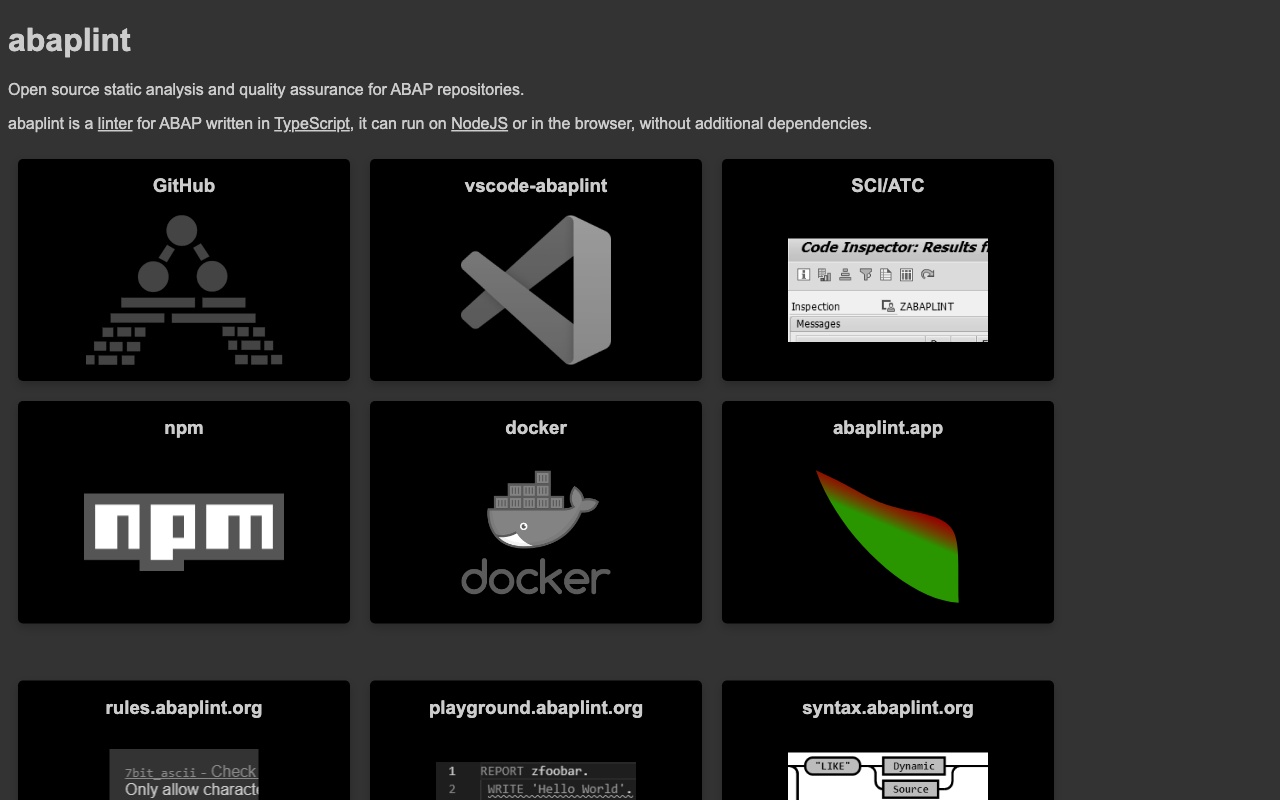 abaplint
Open source static analysis and quality assurance for ABAP repositories.
abaplint is a linter for ABAP written in TypeScript, it can run on NodeJS or in the browser, without additional dependencies.
GitHub
vscode-abaplint
SCI/ATC
Code Inspector: Results f
Inspection
ZABAPLINT
Messages
npm
docker
abaplint.app
npm
docker
rules.abaplint.org
playground.abaplint.org
syntax.abaplint.org
7bit_ascii - Check
Only allow characte
1 REPORT zfoobar.
2 WRITE 'Hello World'.
"LIKE"
Dynamic
Source